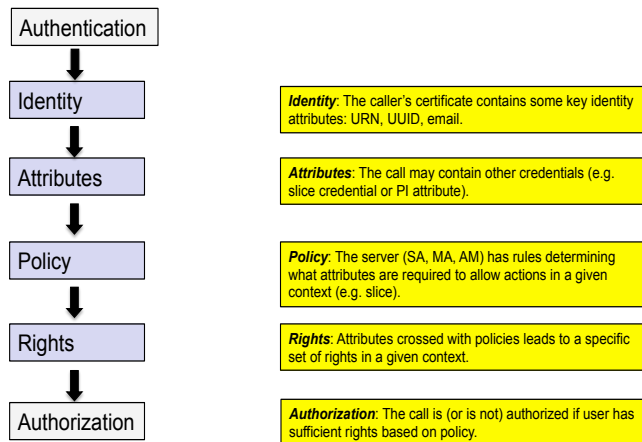 Authentication
Identity
Identity: The caller's certificate contains some key identity
attributes: URN, UUID, email.
Attributes
Attributes: The call may contain other credentials (e.g.
slice credential or PI attribute).
Policy
Policy: The server (SA, MA, AM) has rules determining
what attributes are required to allow actions in a given
context (e.g. slice).
Rights
Rights: Attributes crossed with policies leads to a specific
set of rights in a given context.
Authorization
Authorization: The call is (or is not) authorized if user has
sufficient rights based on policy.